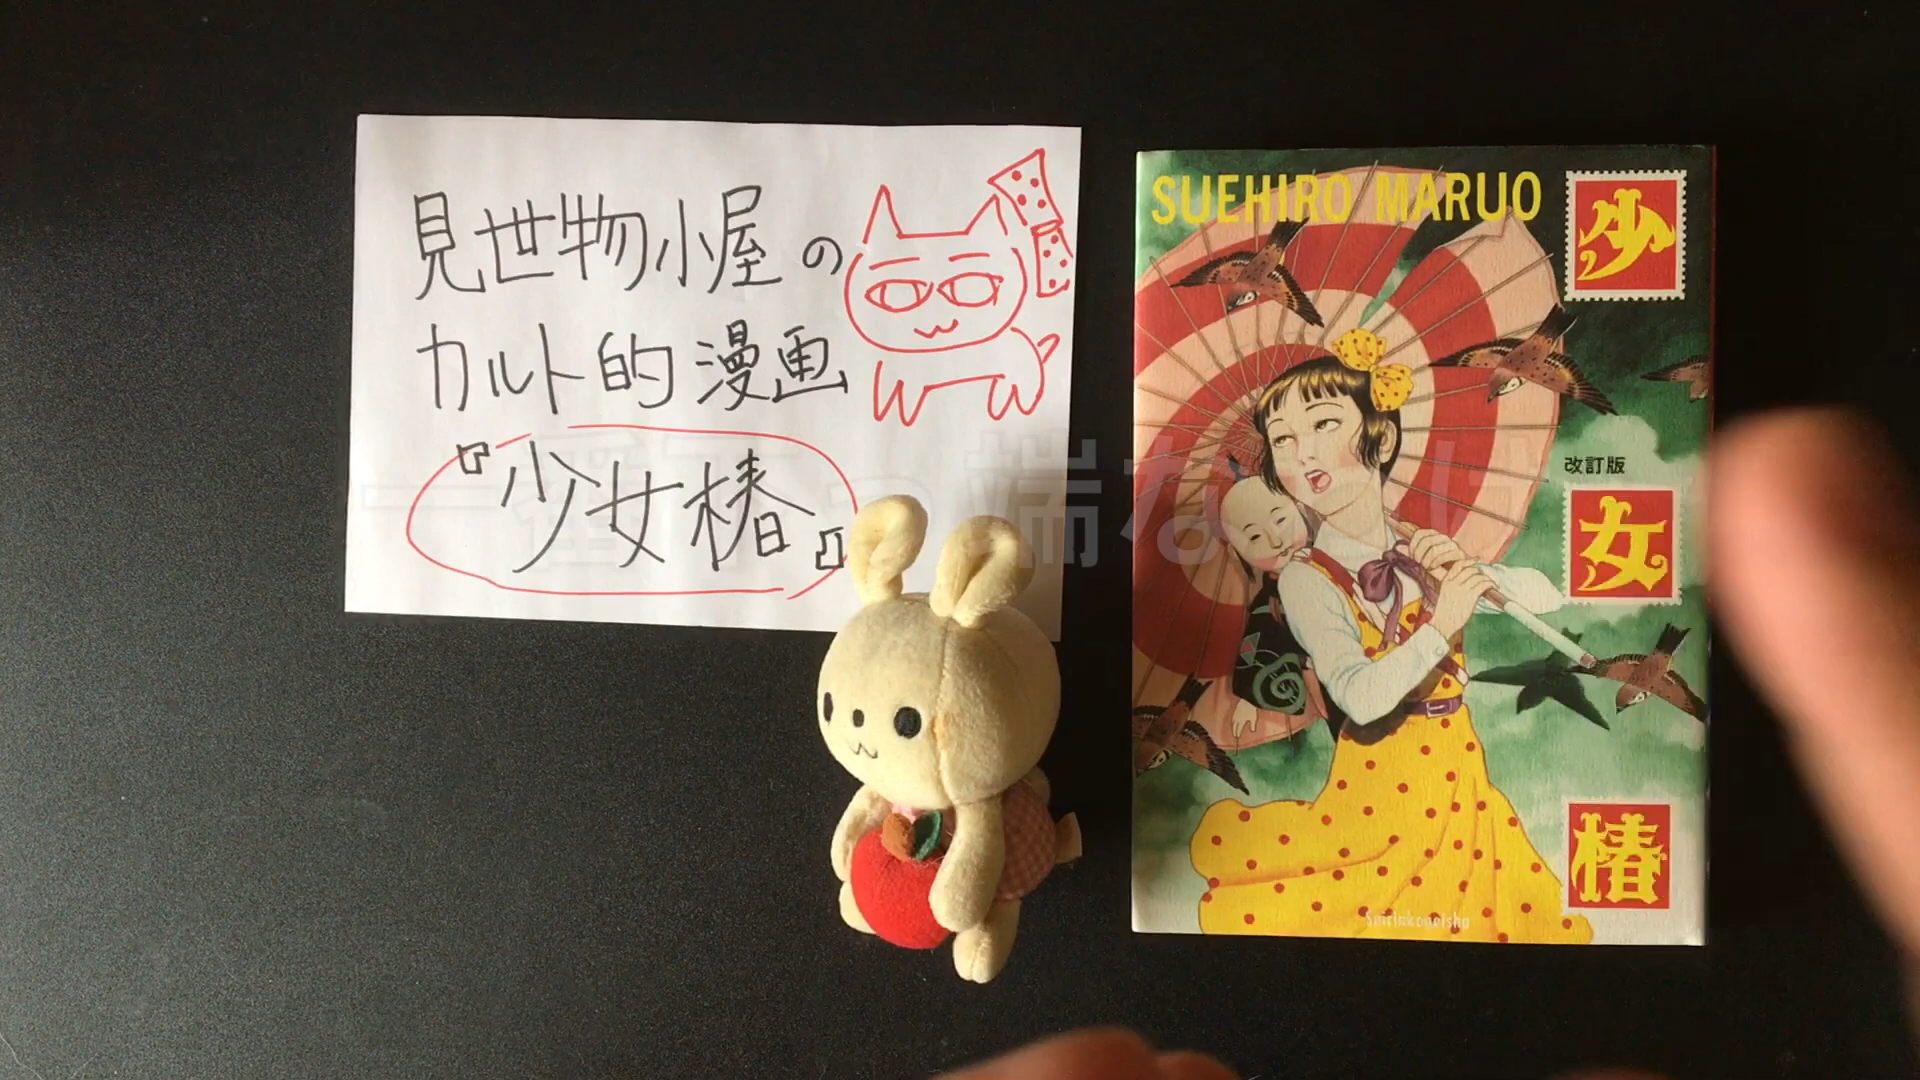 見世物小屋の
カルト的漫画
『少女椿』
SUEHIRO MARUO
少
女
椿
改訂版